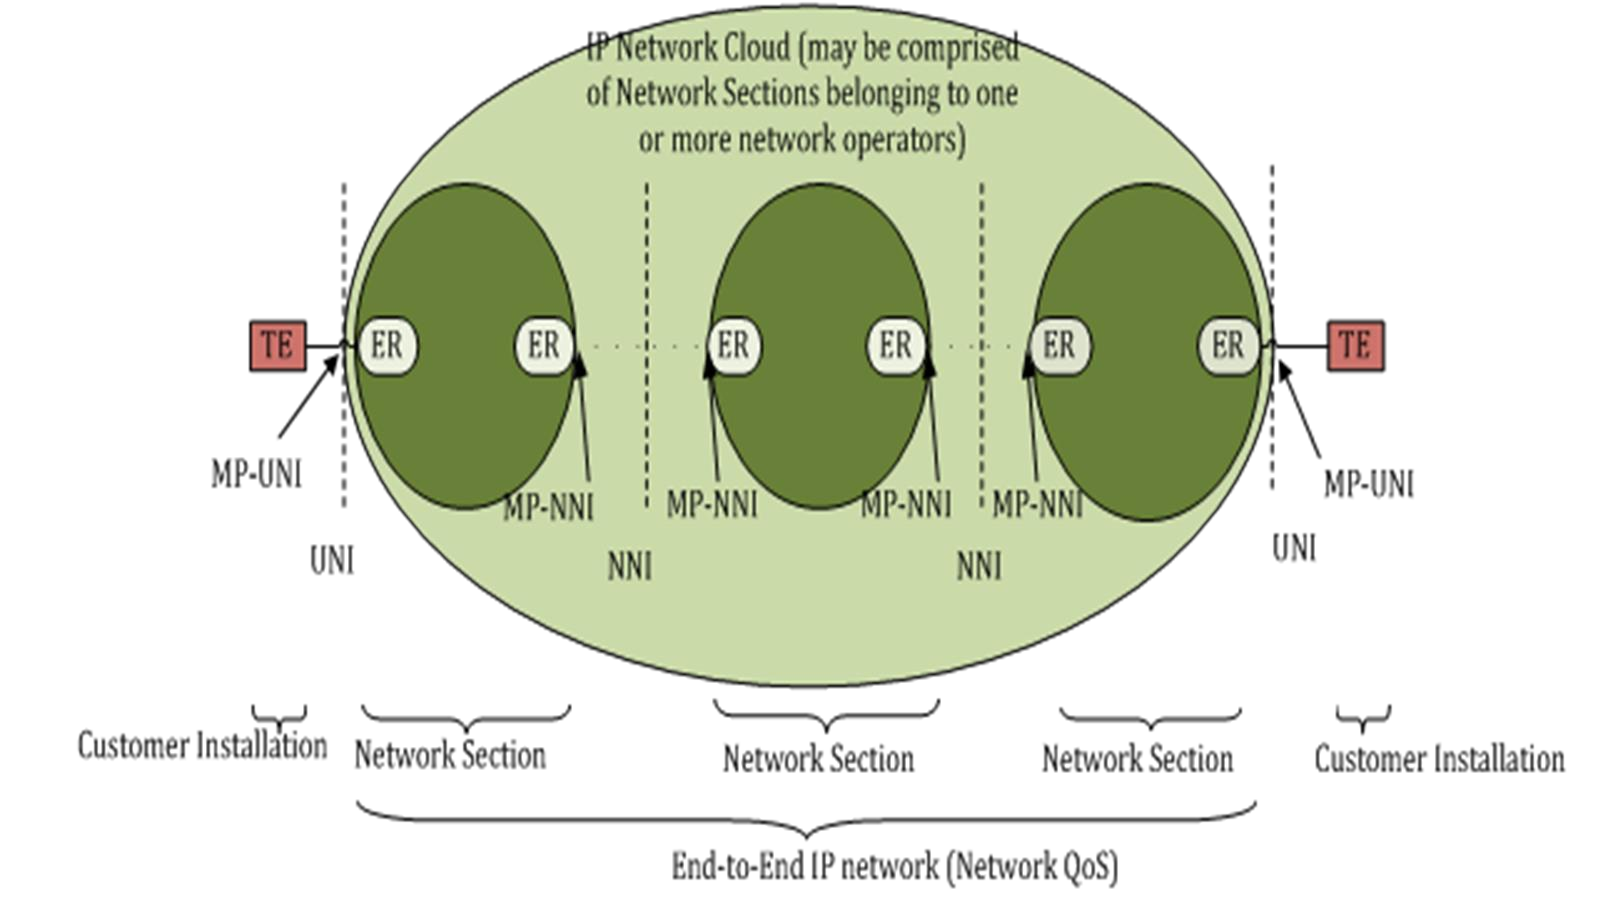 IP Network Cloud (may be comprised
of Network Sections belonging to one
or more network operators)
TE
ER
ER
ER
ER
ER
ER
TE
MP-UNI
MP-NNI
MP-NNI
MP-NNI
MP-NNI
MP-UNI
UNI
NNI
NNI
UNI
Customer Installation
Network Section
Network Section
Network Section
Customer Installation
End-to-End IP network (Network QoS)